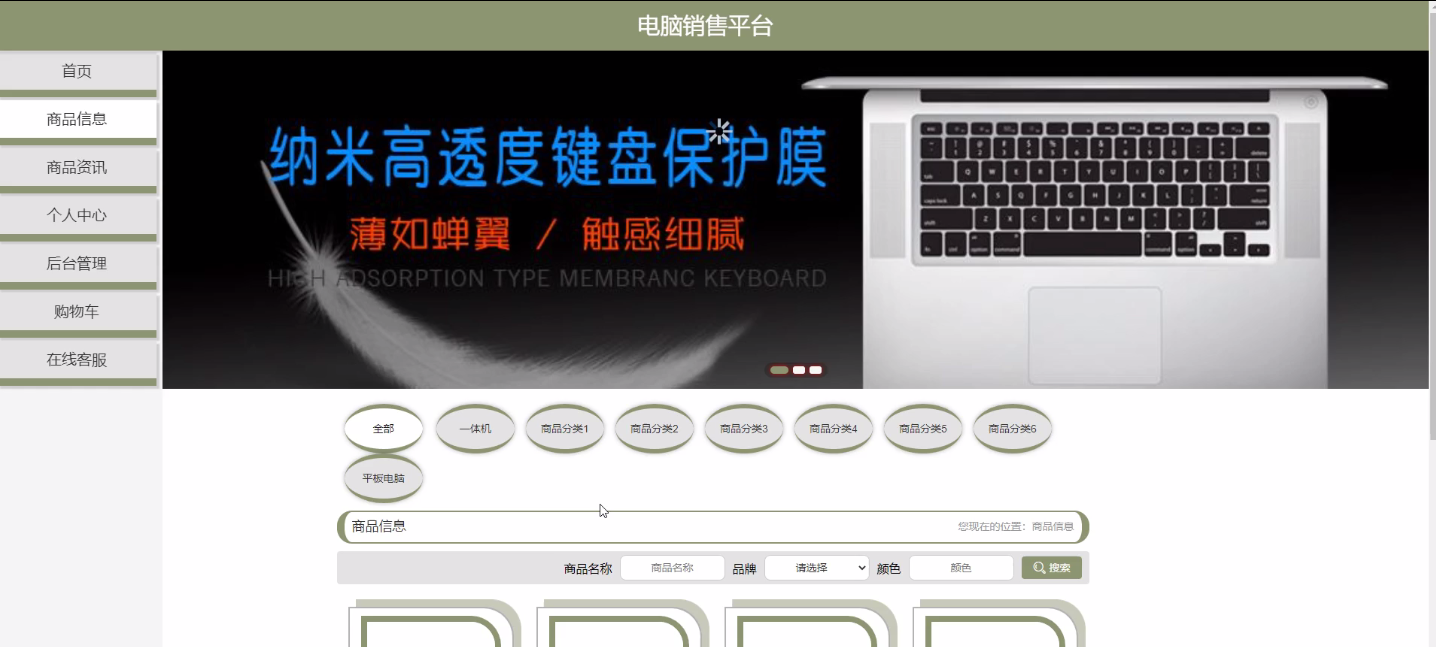 电脑销售平台
首页
商品信息
商品资讯
个人中心
后台管理
购物车
在线客服
纳米高透度键盘保护膜
薄如蝉翼 / 触感细腻
HIGH ADSORPTION TYPE MEMBRANC KEYBOARD
全部 一体机 商品分类1 商品分类2 商品分类3 商品分类4 商品分类5 商品分类6
平板电脑
商品信息 您现在的位置：商品信息
商品名称 商品名称 品牌 请选择 颜色 颜色 搜索